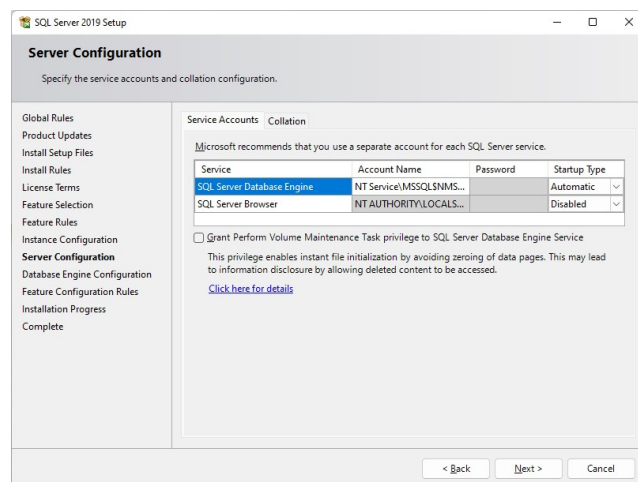 SQL Server 2019 Setup
Server Configuration
Specify the service accounts and collation configuration.
Global Rules
Product Updates
Install Setup Files
Install Rules
License Terms
Feature Selection
Feature Rules
Instance Configuration
Server Configuration
Database Engine Configuration
Feature Configuration Rules
Installation Progress
Complete
Service Accounts Collation
Microsoft recommends that you use a separate account for each SQL Server service.
Service Account Name Password Startup Type
SQL Server Database Engine NT Service\MSSQL$NMS... Automatic
SQL Server Browser NT AUTHORITY\LOCALS... Disabled
Grant Perform Volume Maintenance Task privilege to SQL Server Database Engine Service
This privilege enables instant file initialization by avoiding zeroing of data pages. This may lead
to information disclosure by allowing deleted content to be accessed.
Click here for details
< Back Next > Cancel